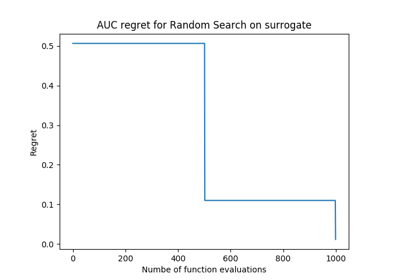 AUC regret for Random Search on surrogate
0.5
0.4
0.3
0.2
0.1
0.0
Regret
0 200 400 600 800 1000
Numbe of function evaluations